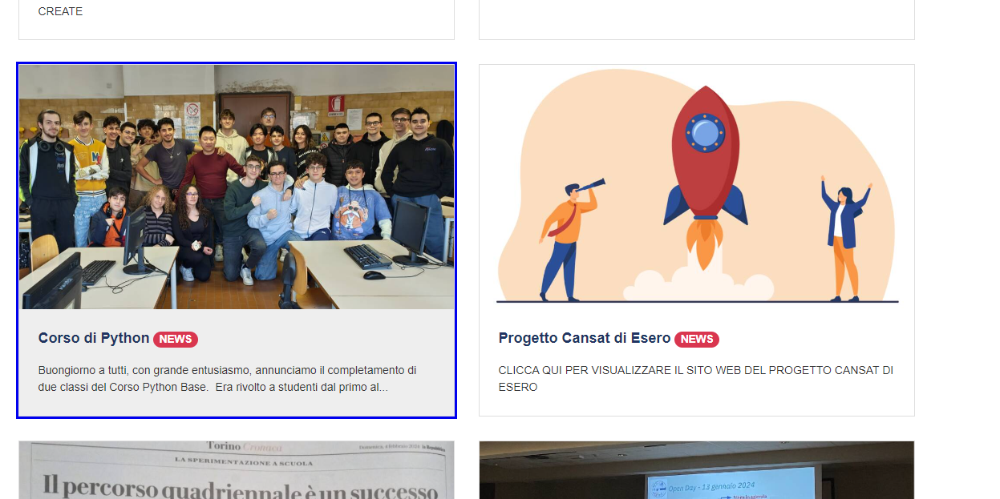 CREATE
Corso di Python NEWS
Buongiorno a tutti, con grande entusiasmo, annunciamo il completamento di
due classi del Corso Python Base.  Era rivolto a studenti dal primo al...
Progetto Cansat di Esero NEWS
CLICCA QUI PER VISUALIZZARE IL SITO WEB DEL PROGETTO CANSAT DI
ESERO
Torino Cronaca
Domenica, 4 febbraio 2024 la Repubblica
LA SPERIMENTAZIONE A SCUOLA
Il percorso quadriennale è un successo
Open Day - 13 gennaio 2024